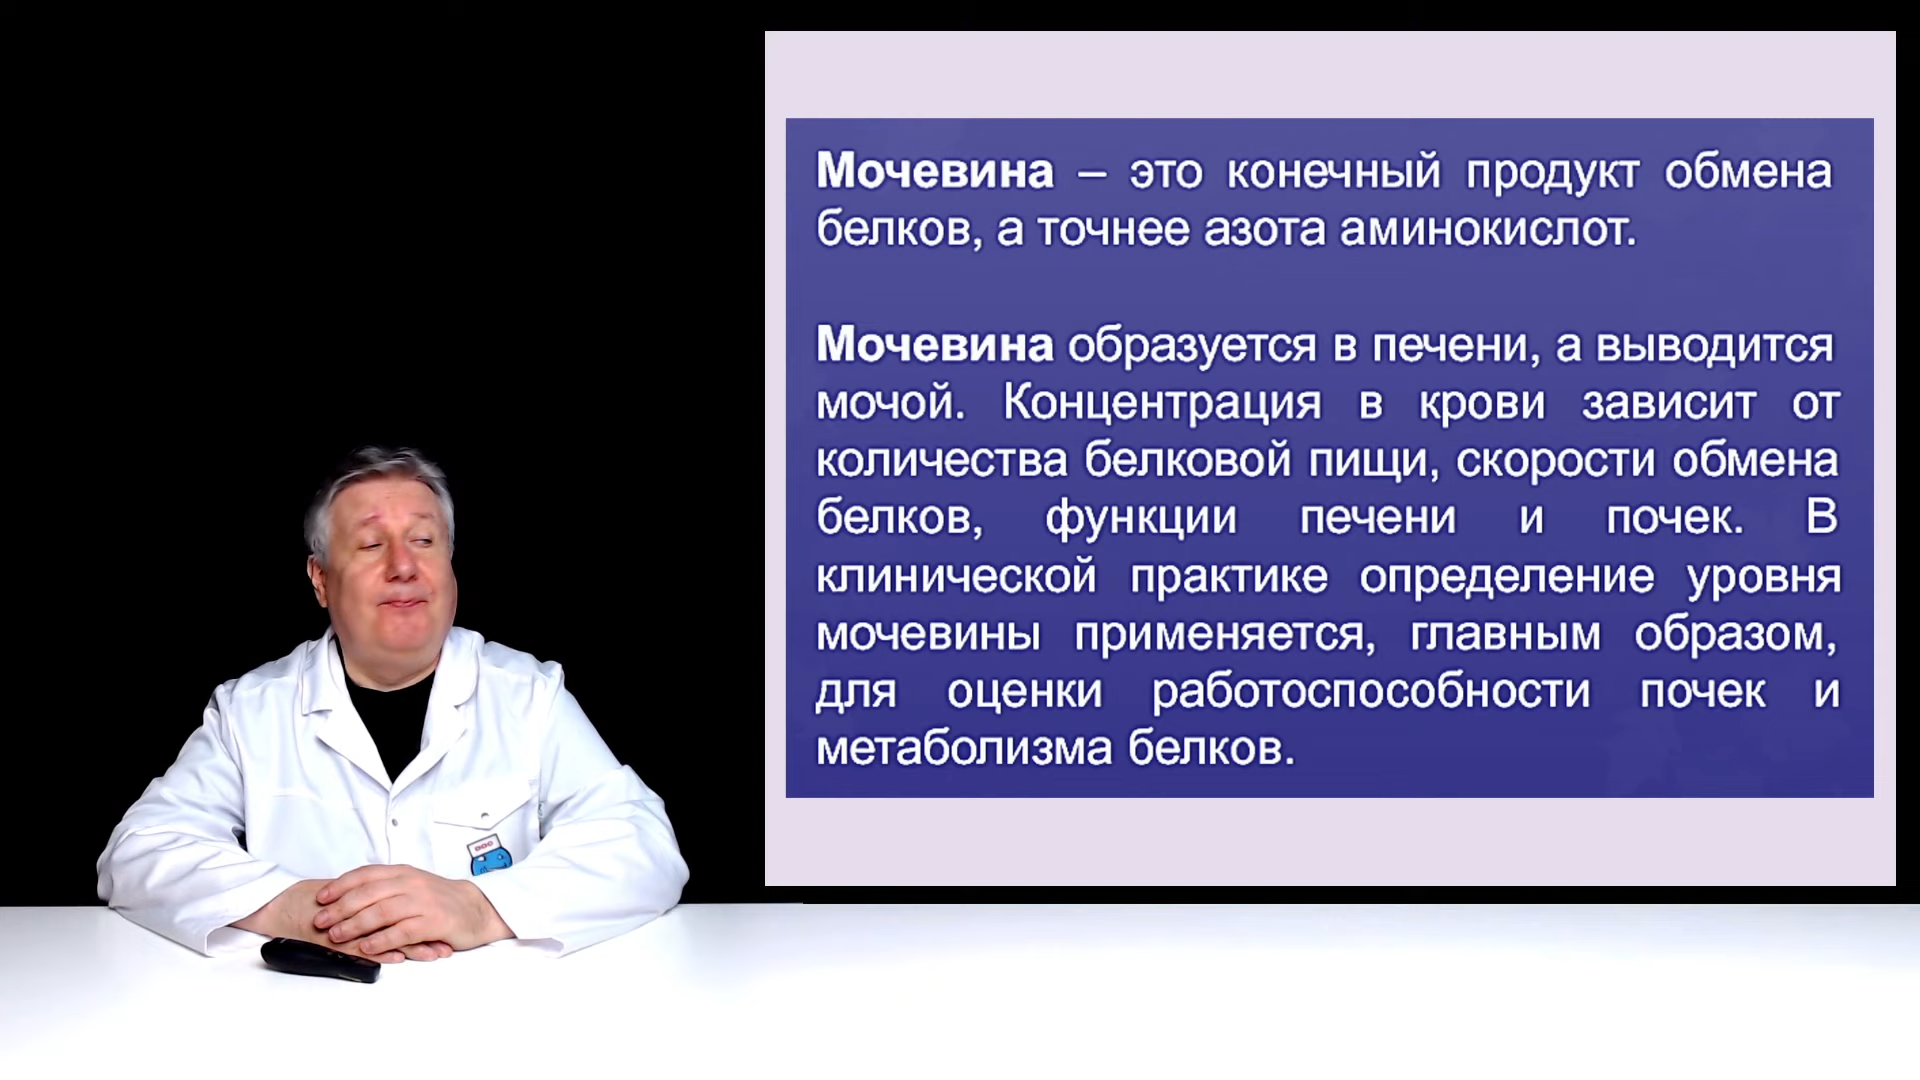 Мочевина – это конечный продукт обмена
белков, а точнее азота аминокислот.
Мочевина образуется в печени, а выводится
мочой. Концентрация в крови зависит от
количества белковой пищи, скорости обмена
белков, функции печени и почек. В
клинической практике определение уровня
мочевины применяется, главным образом,
для оценки работоспособности почек и
метаболизма белков.